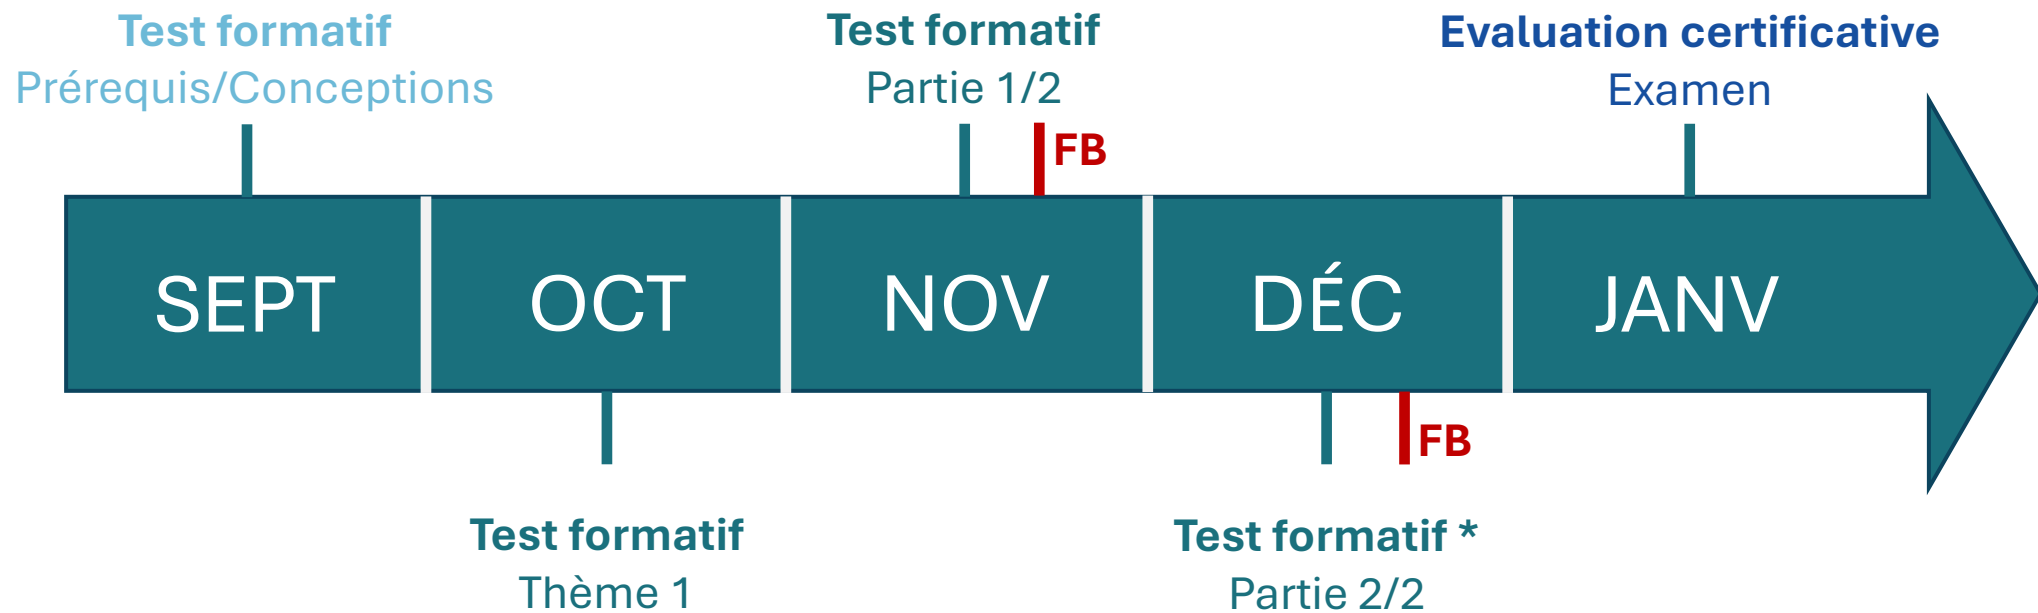 Test formatif
Prérequis/Conceptions
Test formatif
Partie 1/2
FB
Evaluation certificative
Examen
SEPT
OCT
NOV
DÉC
JANV
Test formatif
Thème 1
FB
Test formatif *
Partie 2/2